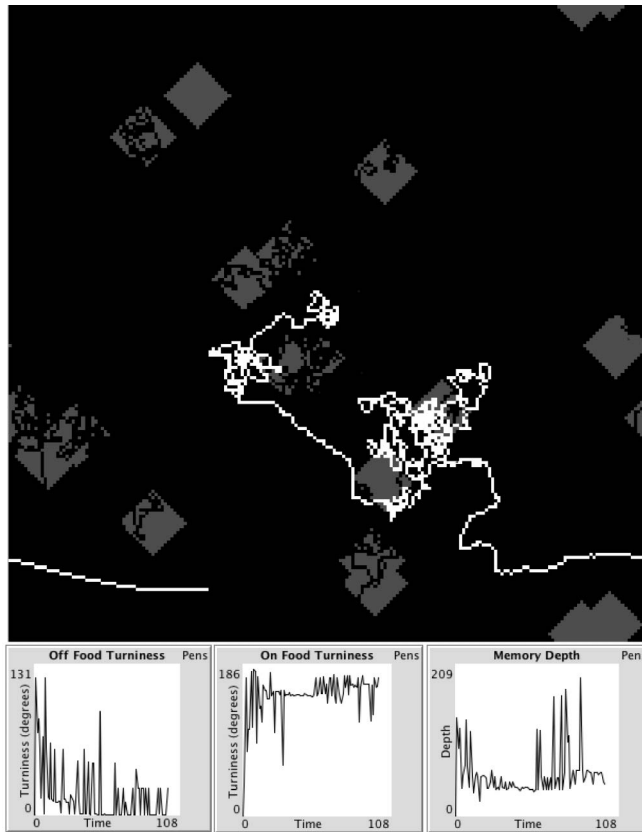 Off Food Turniness Pens
131
Turniness (degrees)
0
0 Time 108
On Food Turniness Pens
186
Turniness (degrees)
0
0 Time 108
Memory Depth Pen
209
Depth
0
0 Time 108